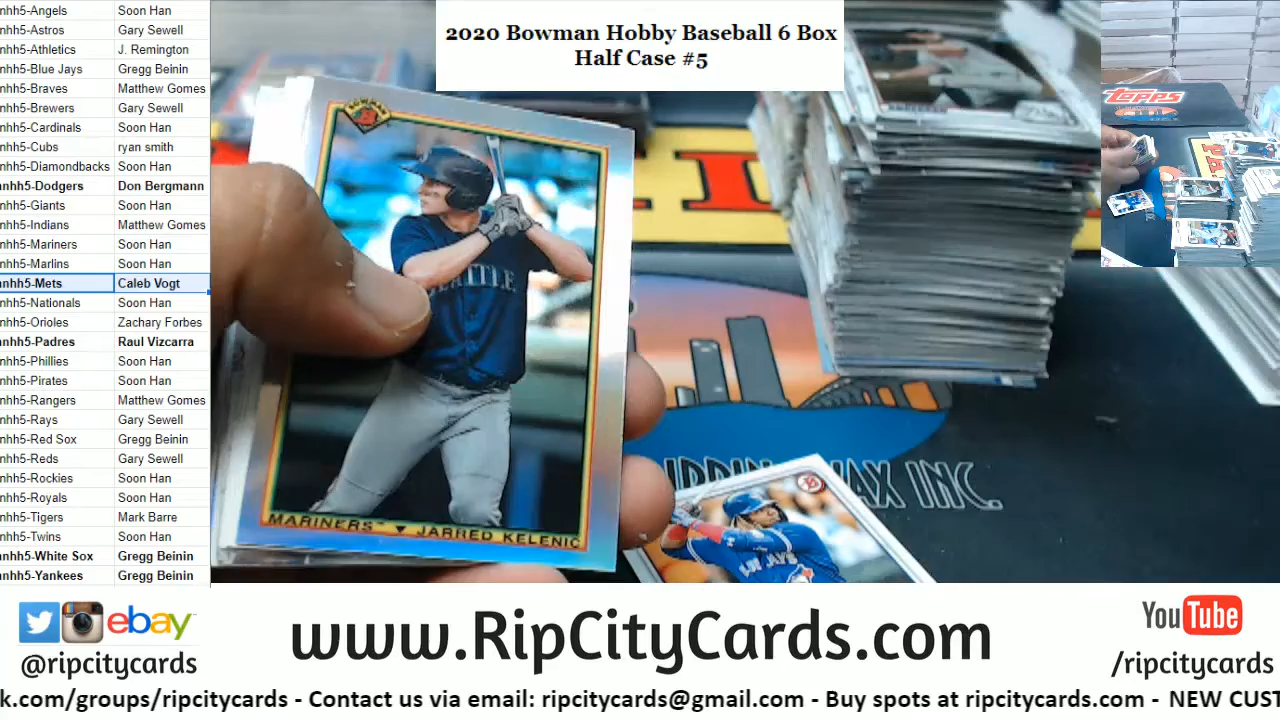 nhh5-Angels Soon Han
nhh5-Astros Gary Sewell
nhh5-Athletics J. Remington
nhh5-Blue Jays Gregg Beinin
nhh5-Braves Matthew Gomes
nhh5-Brewers Gary Sewell
nhh5-Cardinals Soon Han
nhh5-Cubs ryan smith
nhh5-Diamondbacks Soon Han
nhh5-Dodgers Don Bergmann
nhh5-Giants Soon Han
nhh5-Indians Matthew Gomes
nhh5-Mariners Soon Han
nhh5-Marlins Soon Han
nhh5-Mets Caleb Vogt
nhh5-Nationals Soon Han
nhh5-Orioles Zachary Forbes
nhh5-Padres Raul Vizcarra
nhh5-Phillies Soon Han
nhh5-Pirates Soon Han
nhh5-Rangers Matthew Gomes
nhh5-Rays Gary Sewell
nhh5-Red Sox Gregg Beinin
nhh5-Reds Gary Sewell
nhh5-Rockies Soon Han
nhh5-Royals Soon Han
nhh5-Tigers Mark Barre
nhh5-Twins Soon Han
nhh5-White Sox Gregg Beinin
nhh5-Yankees Gregg Beinin
2020 Bowman Hobby Baseball 6 Box
Half Case #5
BOWMAN
SEATTLE
MARINERS JARRED KELENIC
INC.
topps
ebay
@ripcitycards
www.RipCityCards.com
YouTube
/ripcitycards
k.com/groups/ripcitycards - Contact us via email: ripcitycards@gmail.com - Buy spots at ripcitycards.com - NEW CUST